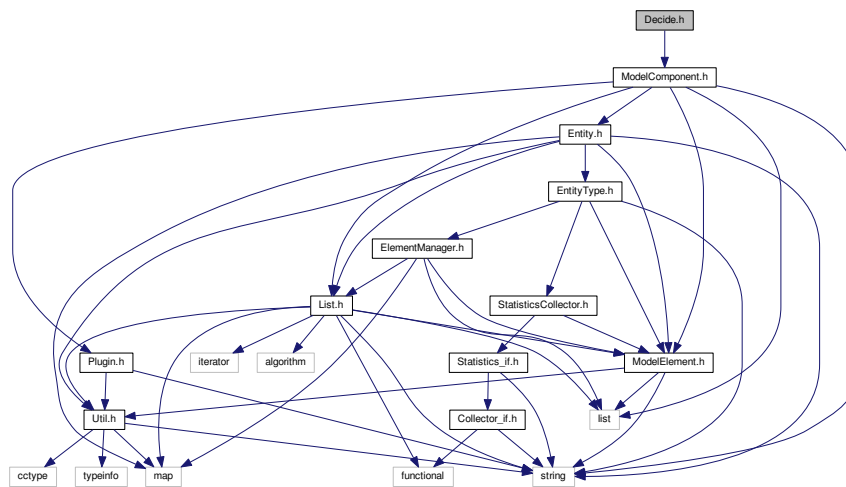 Decide.h
ModelComponent.h
Entity.h
EntityType.h
ElementManager.h
List.h
StatisticsCollector.h
Plugin.h
iterator
algorithm
Statistics_if.h
ModelElement.h
Util.h
Collector_if.h
list
cctype
typeinfo
map
functional
string